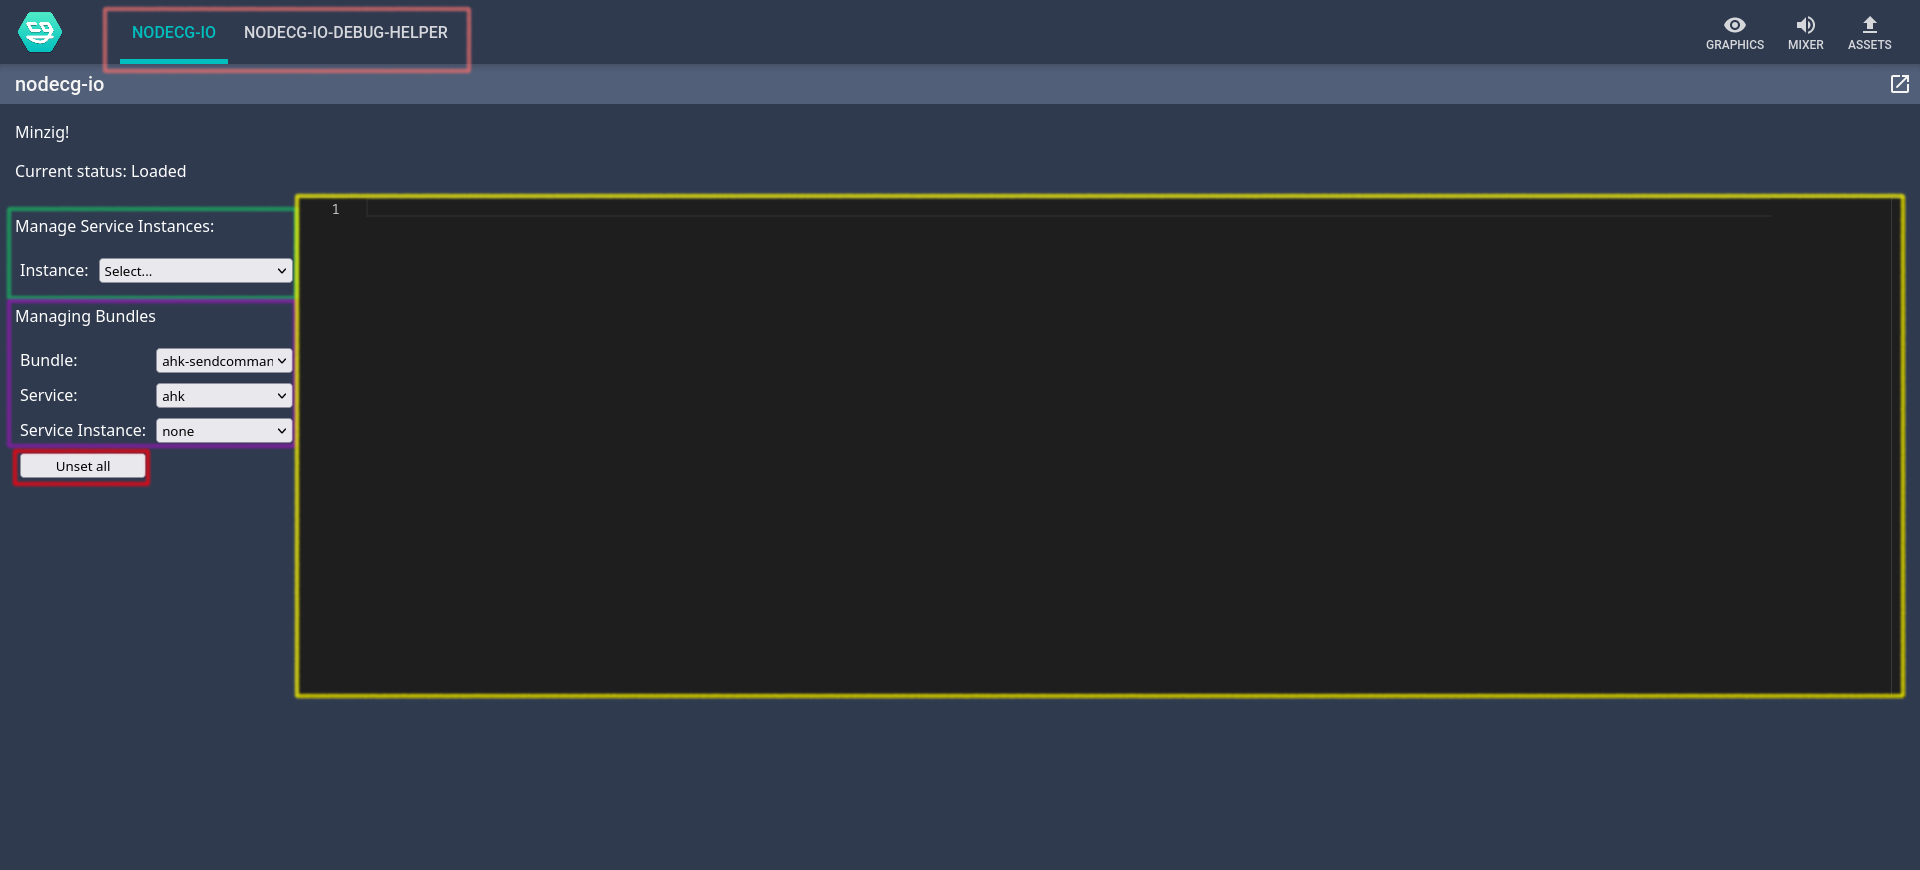 NODECG-IO NODECG-IO-DEBUG-HELPER
GRAPHICS MIXER ASSETS
nodecg-io
Minzig!
Current status: Loaded
1
Manage Service Instances:
Instance: Select...
Managing Bundles
Bundle: ahk-sendcomman
Service: ahk
Service Instance: none
Unset all